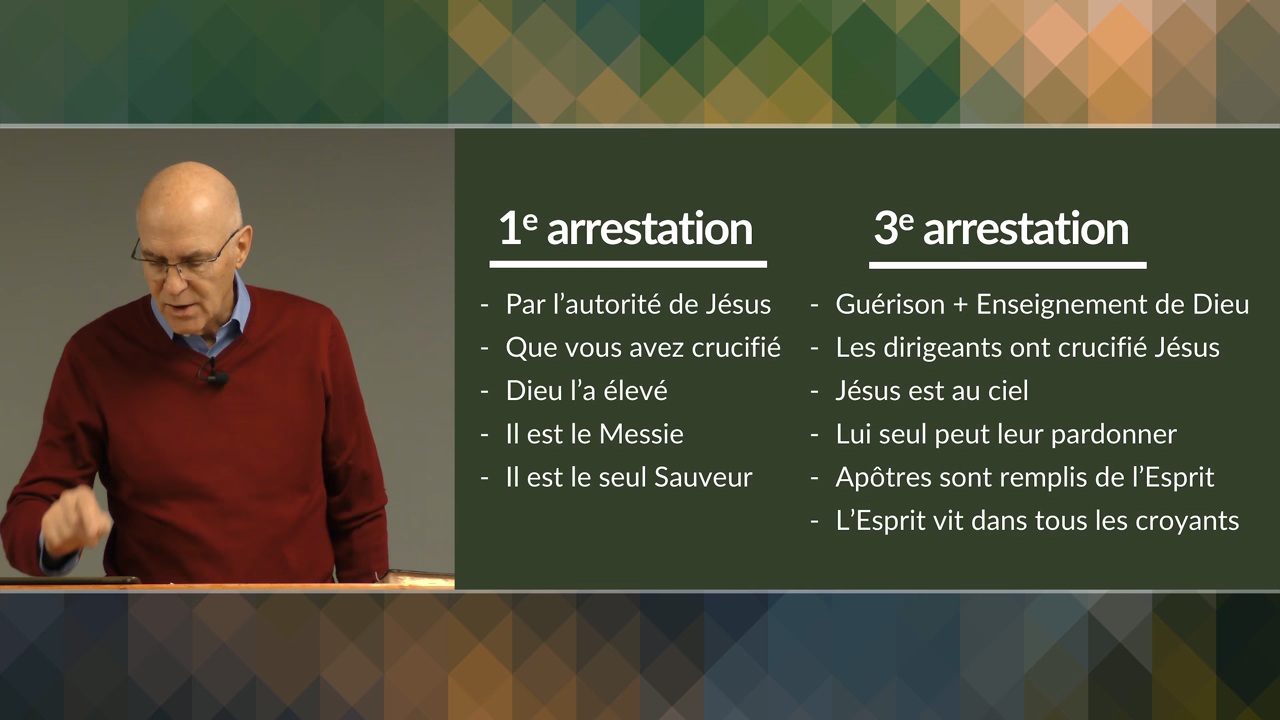 1e arrestation
- Par l’autorité de Jésus
- Que vous avez crucifié
- Dieu l’a élevé
- Il est le Messie
- Il est le seul Sauveur
3e arrestation
- Guérison + Enseignement de Dieu
- Les dirigeants ont crucifié Jésus
- Jésus est au ciel
- Lui seul peut leur pardonner
- Apôtres sont remplis de l’Esprit
- L’Esprit vit dans tous les croyants